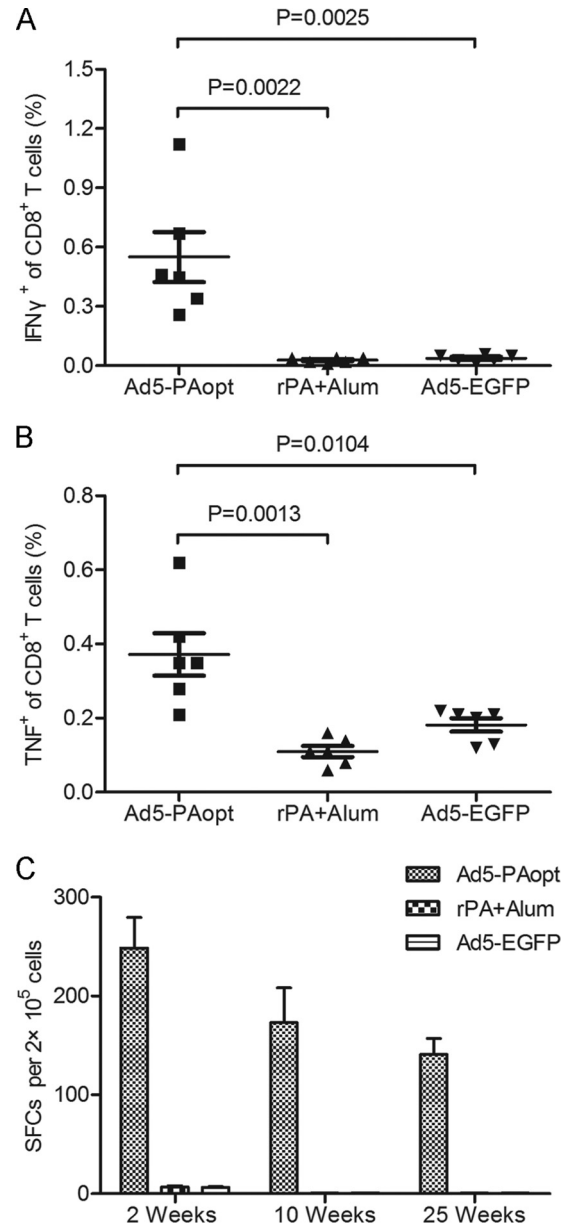 A
P=0.0025
P=0.0022
IFNγ⁺ of CD8⁺ T cells (%)
1.5
1.2
0.9
0.6
0.3
0.0
Ad5-PAopt rPA+Alum Ad5-EGFP
B
P=0.0104
P=0.0013
TNF⁺ of CD8⁺ T cells (%)
0.8
0.6
0.4
0.2
0.0
Ad5-PAopt rPA+Alum Ad5-EGFP
C
Ad5-PAopt
rPA+Alum
Ad5-EGFP
SFCs per 2× 10⁵ cells
300
200
100
0
2 Weeks 10 Weeks 25 Weeks